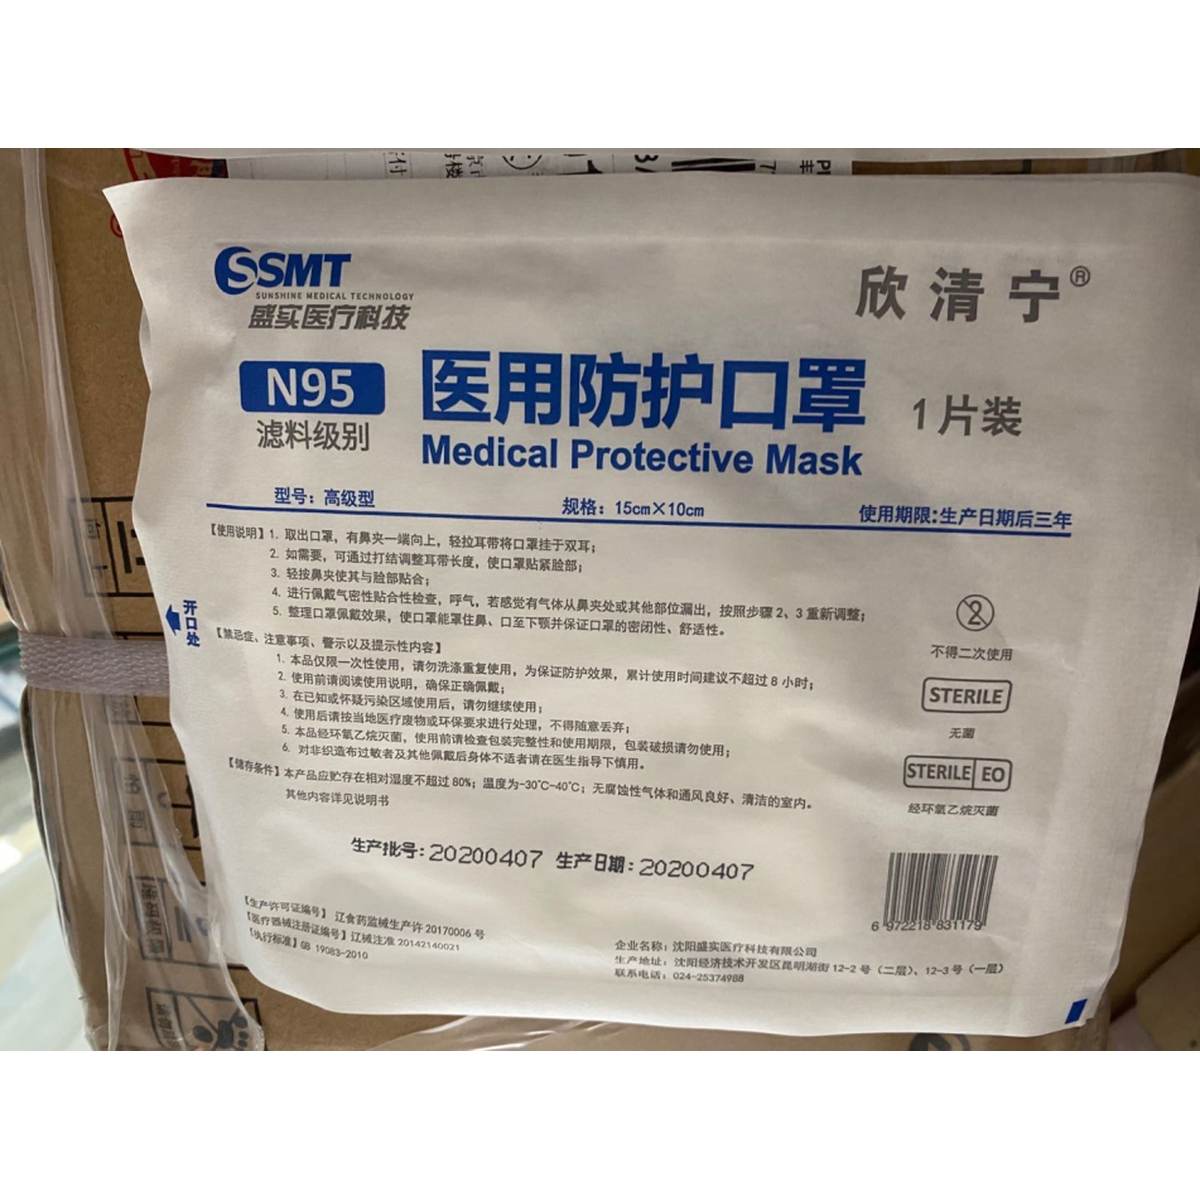 SSMT
SUNSHINE MEDICAL TECHNOLOGY
盛实医疗科技
欣清宁®
N95
滤料级别
医用防护口罩
Medical Protective Mask
1片装
型号：高级型 规格：15cm×10cm 使用期限:生产日期后三年
【使用说明】1. 取出口罩，有鼻夹一端向上，轻拉耳带将口罩挂于双耳；
2. 如需要，可通过打结调整耳带长度，使口罩贴紧脸部；
3. 轻按鼻夹使其与脸部贴合；
4. 进行佩戴气密性贴合性检查，呼气，若感觉有气体从鼻夹处或其他部位漏出，按照步骤2、3重新调整；
5. 整理口罩佩戴效果，使口罩能罩住鼻、口至下颚并保证口罩的密闭性、舒适性。
开口处
【禁忌症、注意事项、警示以及提示性内容】
1. 本品仅限一次性使用，请勿洗涤重复使用，为保证防护效果，累计使用时间建议不超过8小时；
2. 使用前请阅读使用说明，确保正确佩戴；
3. 在已知或怀疑污染区域使用后，请勿继续使用；
4. 使用后请按当地医疗废物或环保要求进行处理，不得随意丢弃；
5. 本品经环氧乙烷灭菌，使用前请检查包装完整性和使用期限，包装破损请勿使用；
6. 对非织造布过敏者及其他佩戴后身体不适者请在医生指导下慎用。
【储存条件】本产品应贮存在相对湿度不超过80%；温度为-30℃~40℃；无腐蚀性气体和通风良好、清洁的室内。
其他内容详见说明书
2
不得二次使用
STERILE
无菌
STERILE EO
经环氧乙烷灭菌
生产批号:20200407 生产日期:20200407
6 972218 831179
【生产许可证编号】辽食药监械生产许20170006号
【医疗器械注册证编号】辽械注准20142140021
【执行标准】GB 19083-2010
企业名称：沈阳盛实医疗科技有限公司
生产地址：沈阳经济技术开发区昆明湖街12-2号（二层）、12-3号（一层）
联系电话：024-25374988